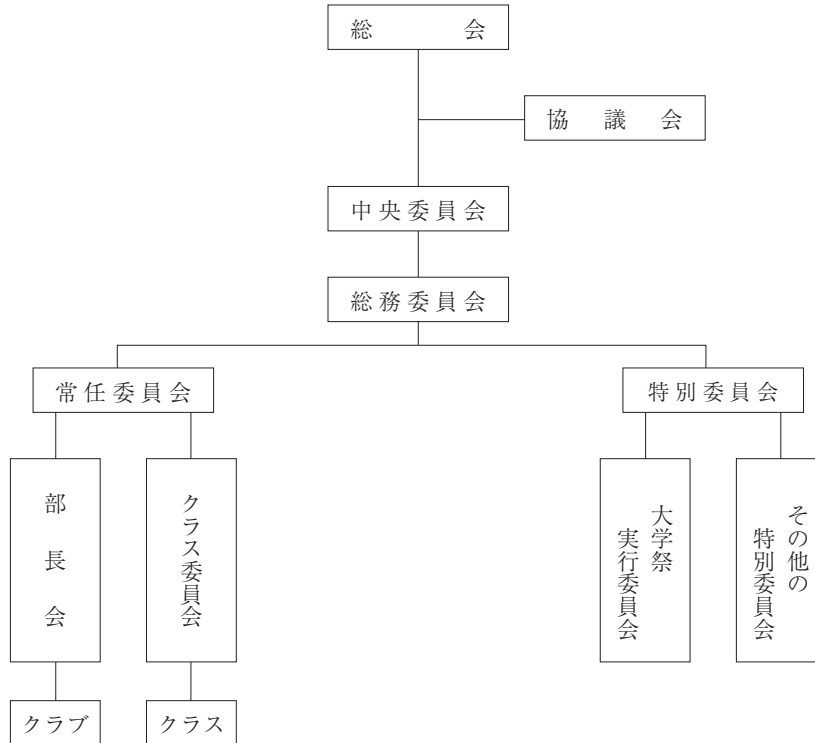 総会
協議会
中央委員会
総務委員会
常任委員会
特別委員会
部長会
クラス委員会
大学祭
実行委員会
その他の
特別委員会
クラブ
クラス